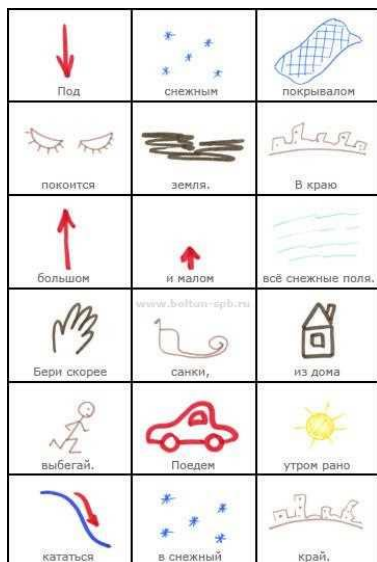 Под снежным покрывалом
покоится земля. В краю
большом и малом всё снежные поля.
www.bolton-spb.ru
Бери скорее санки, из дома
выбегай. Поедем утром рано
кататься в снежный край.